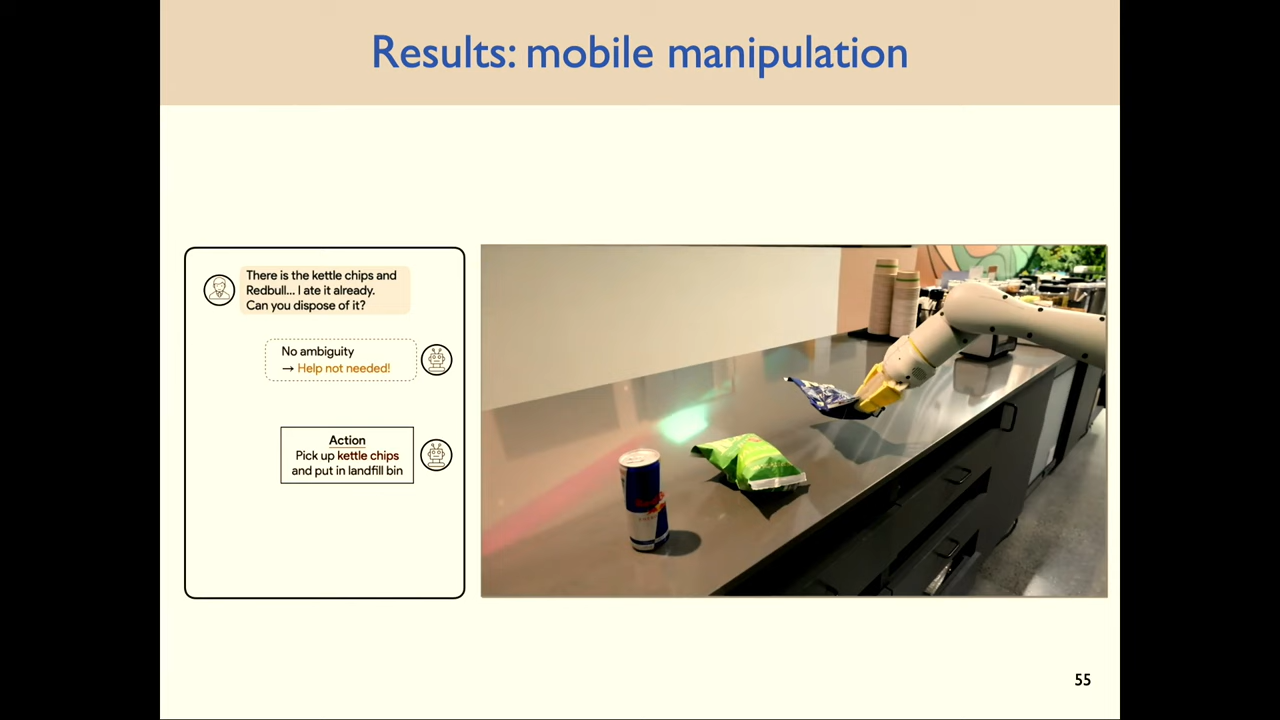 Results: mobile manipulation
There is the kettle chips and
Redbull... I ate it already.
Can you dispose of it?
No ambiguity
→ Help not needed!
Action
Pick up kettle chips
and put in landfill bin
55